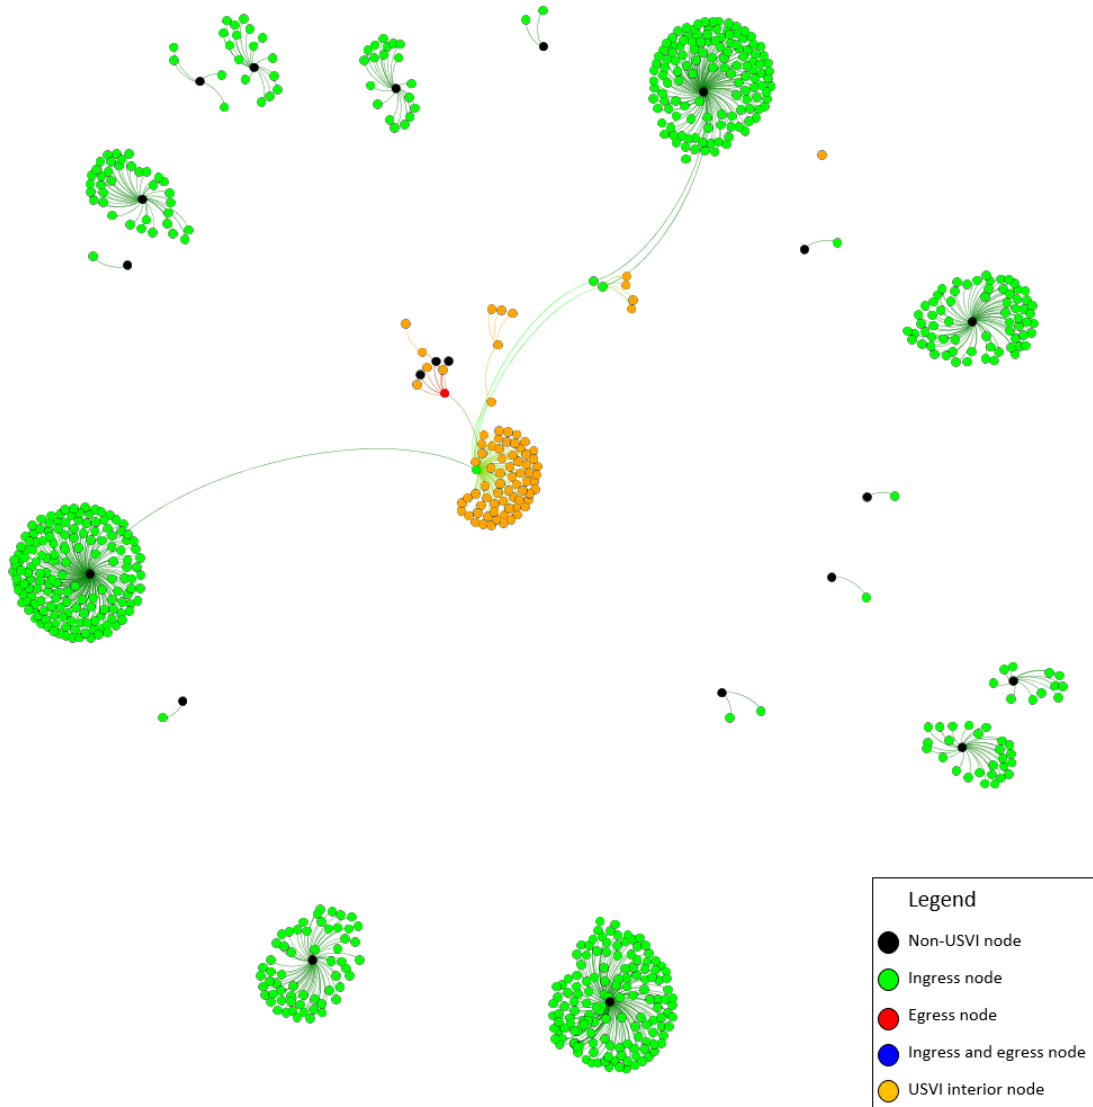 Legend
Non-USVI node
Ingress node
Egress node
Ingress and egress node
USVI interior node